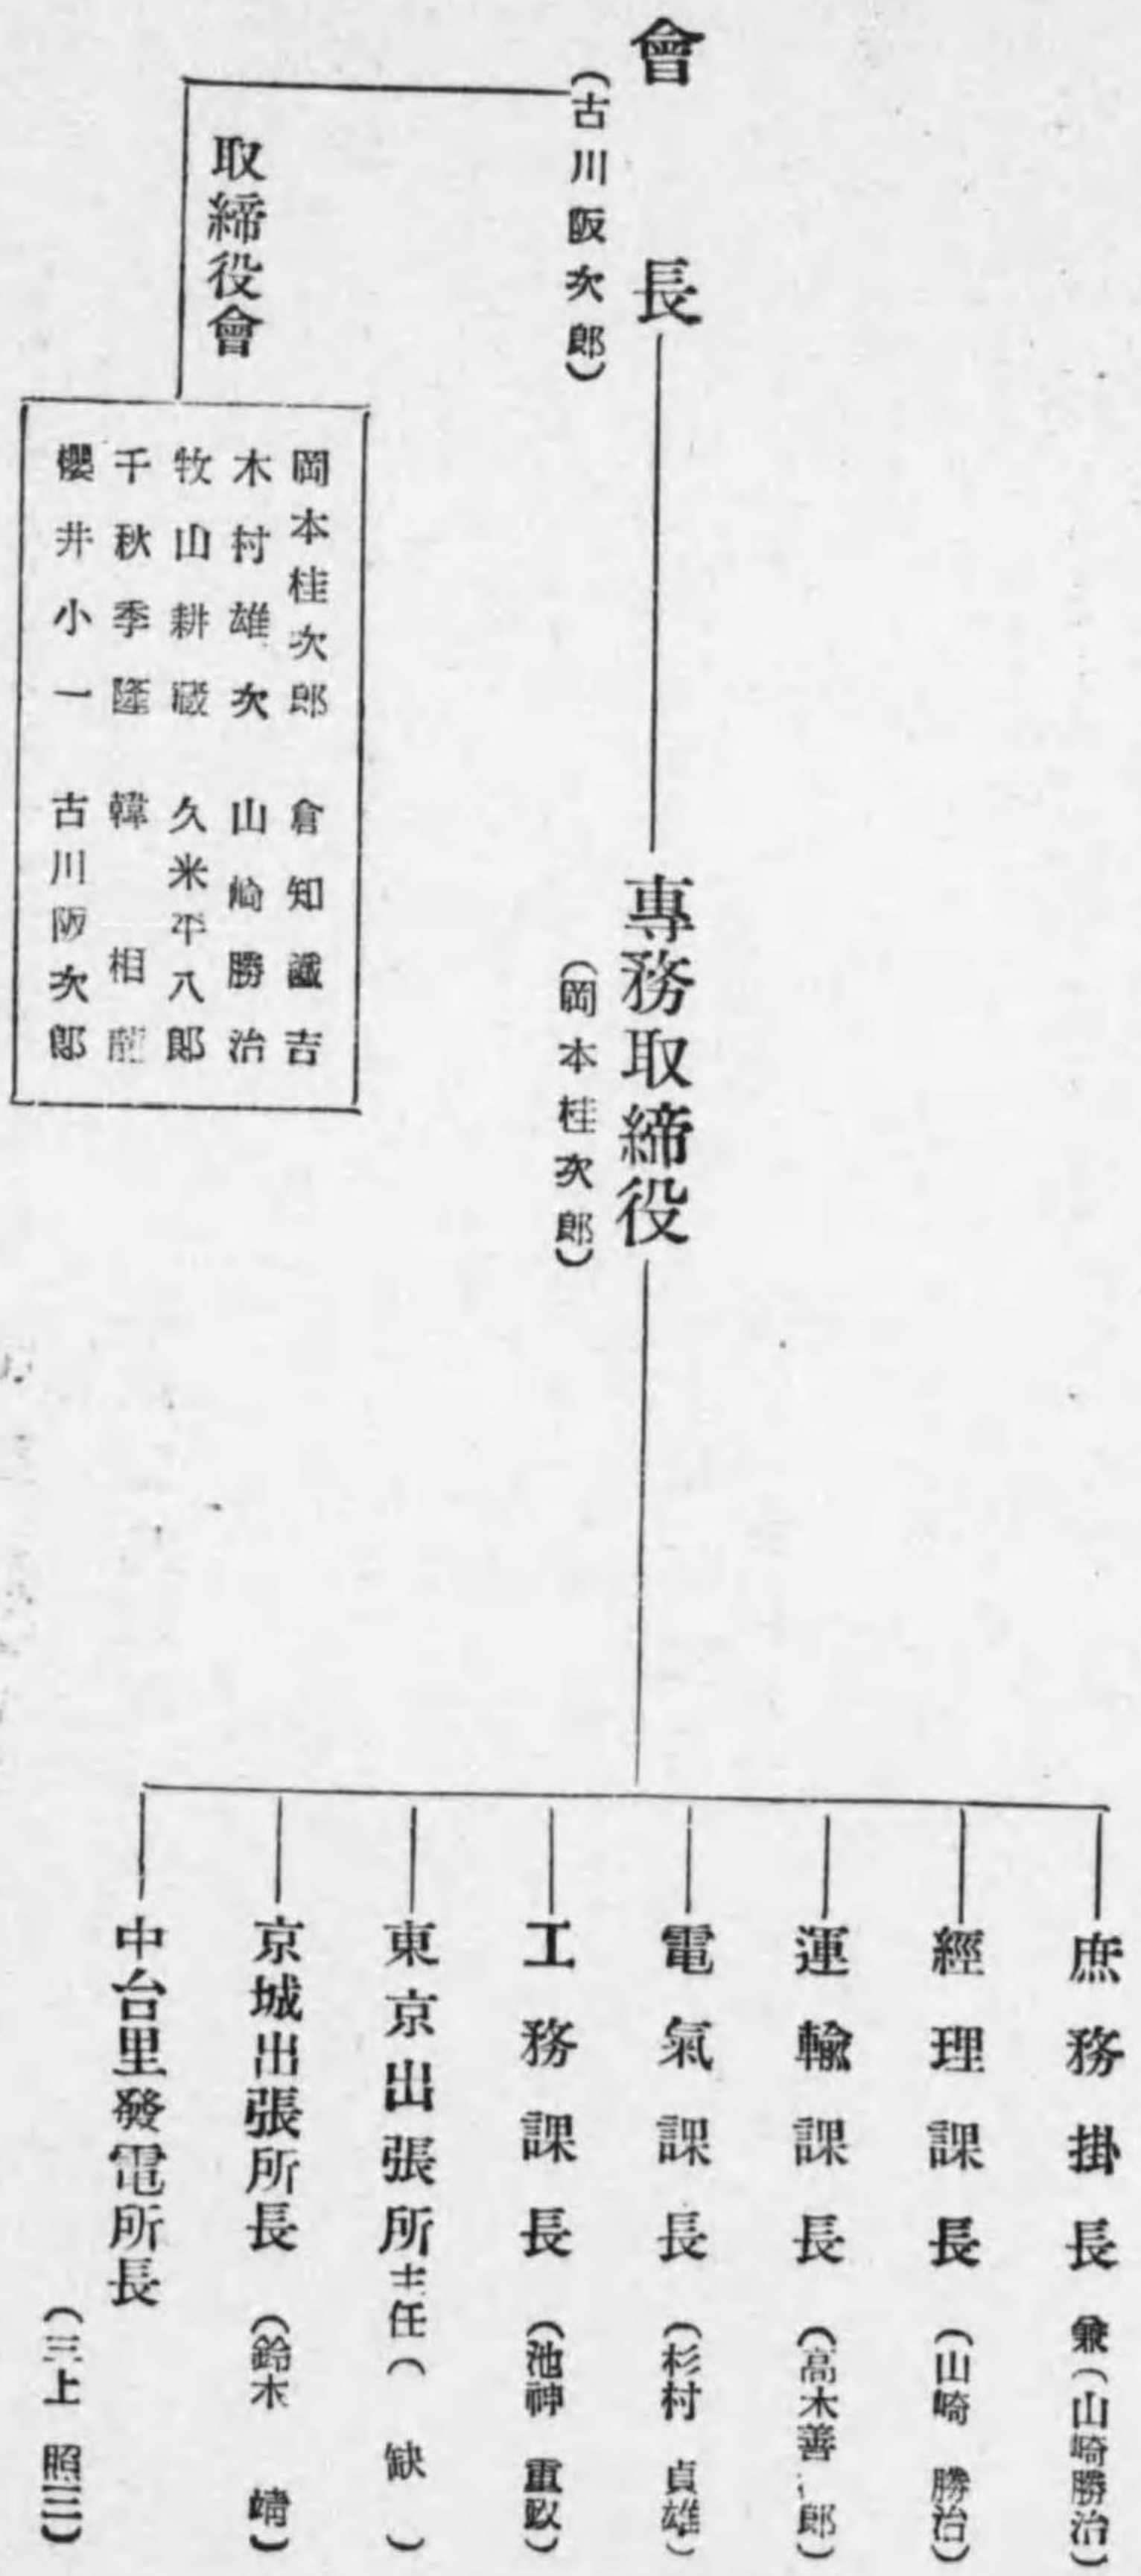 會長
(古川阪次郎)
取締役會
岡本桂次郎 倉知誠吉
木村雄次 山崎勝治
牧山耕藏 久米平八郎
千秋季隆 韓相龍
櫻井小一 古川阪次郎
專務取締役
(岡本桂次郎)
庶務掛長 兼(山崎勝治)
經理課長 (山崎 勝治)
運輸課長 (高木善 郎)
電氣課長 (杉村 貞雄)
工務課長 (池神 重政)
東京出張所主任( 缺 )
京城出張所長 (鈴木 靖)
中台里發電所長
(三上 照三)